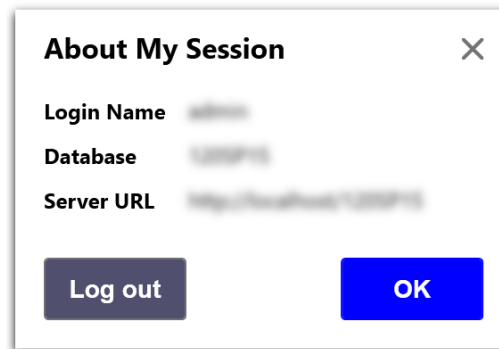 About My Session
Login Name
Database
Server URL
Log out
OK